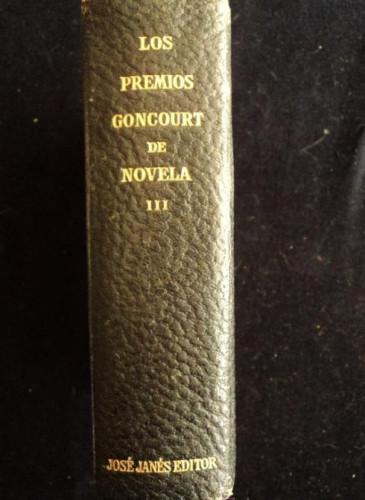 LOS
PREMIOS
GONCOURT
DE
NOVELA
III
JOSÉ JANÉS EDITOR